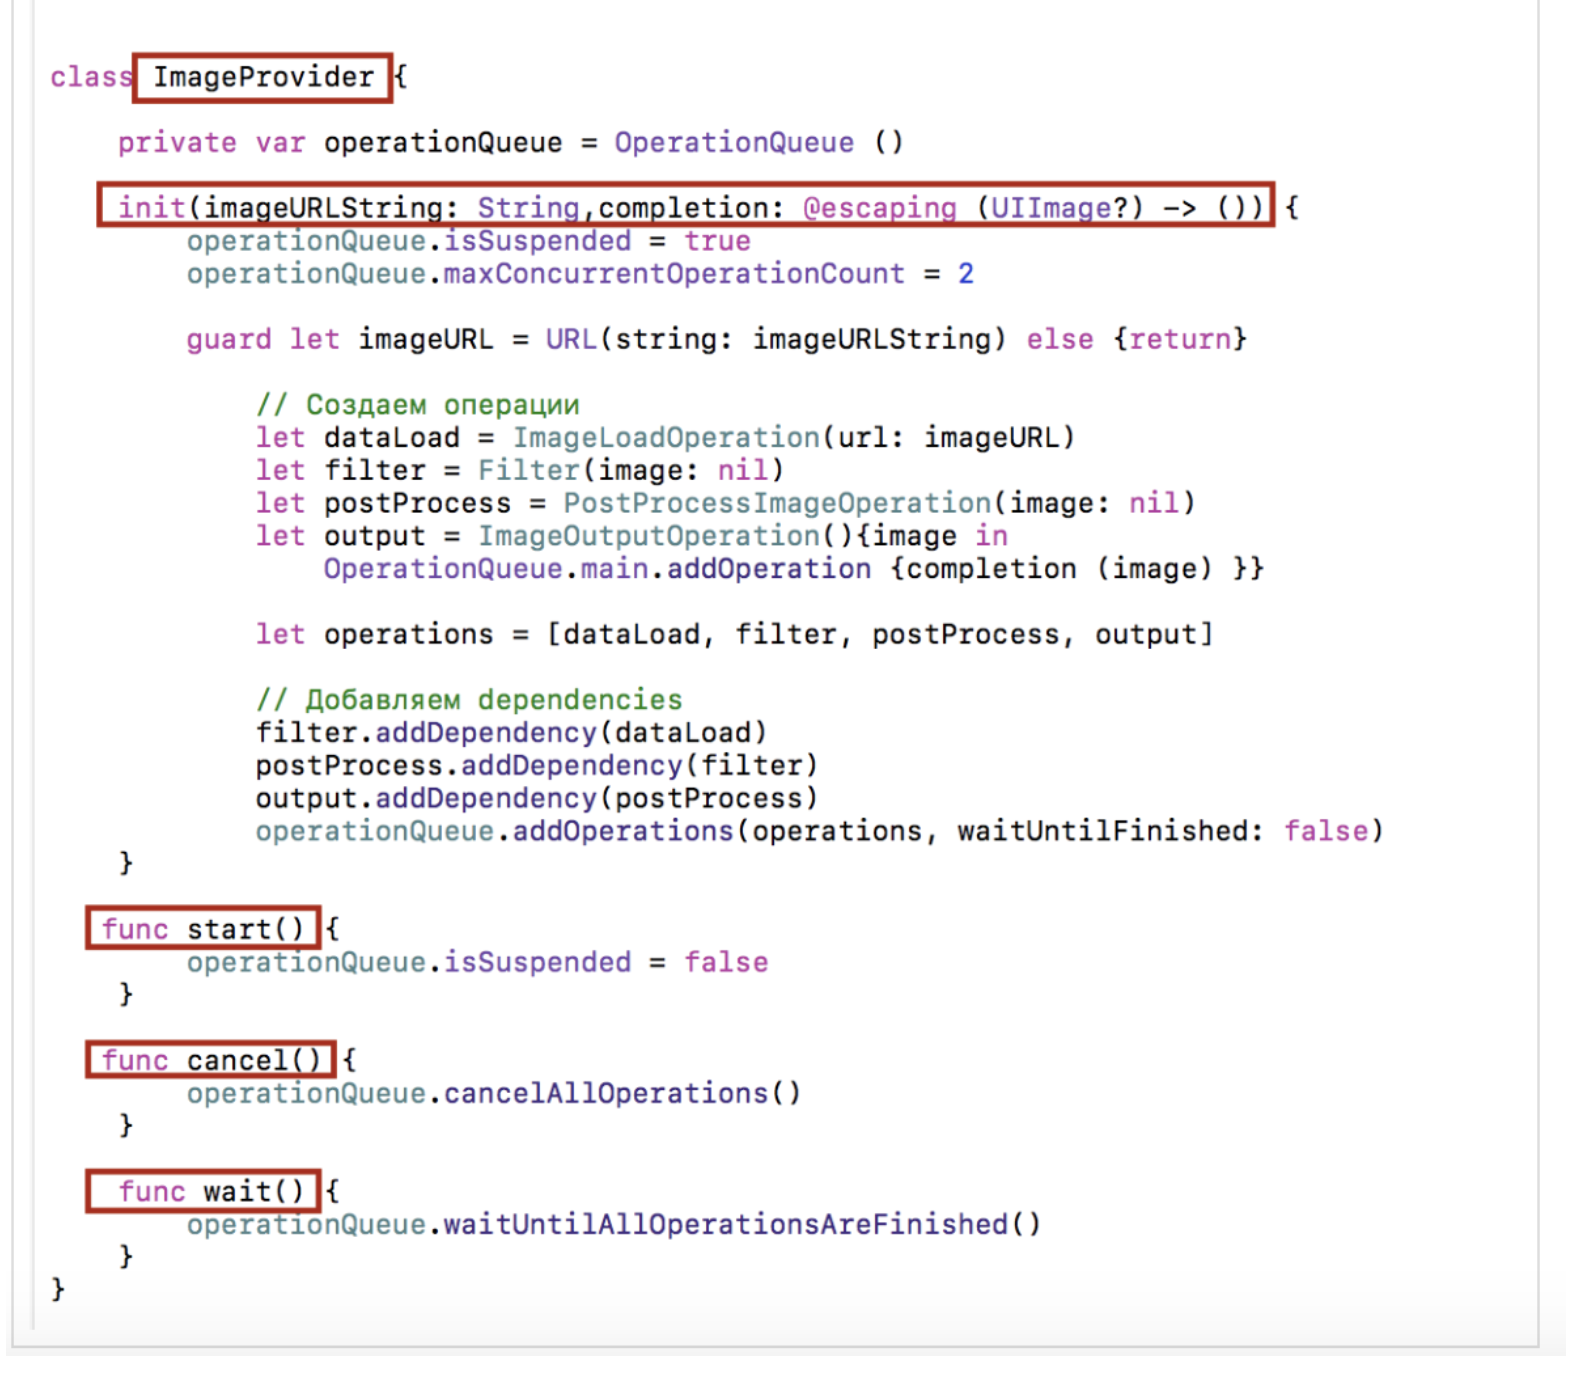 class ImageProvider {
private var operationQueue = OperationQueue ()
init(imageURLString: String,completion: @escaping (UIImage?) -> ()) {
operationQueue.isSuspended = true
operationQueue.maxConcurrentOperationCount = 2
guard let imageURL = URL(string: imageURLString) else {return}
// Создаем операции
let dataLoad = ImageLoadOperation(url: imageURL)
let filter = Filter(image: nil)
let postProcess = PostProcessImageOperation(image: nil)
let output = ImageOutputOperation(){image in
OperationQueue.main.addOperation {completion (image) }}
let operations = [dataLoad, filter, postProcess, output]
// Добавляем dependencies
filter.addDependency(dataLoad)
postProcess.addDependency(filter)
output.addDependency(postProcess)
operationQueue.addOperations(operations, waitUntilFinished: false)
}
func start() {
operationQueue.isSuspended = false
}
func cancel() {
operationQueue.cancelAllOperations()
}
func wait() {
operationQueue.waitUntilAllOperationsAreFinished()
}
}